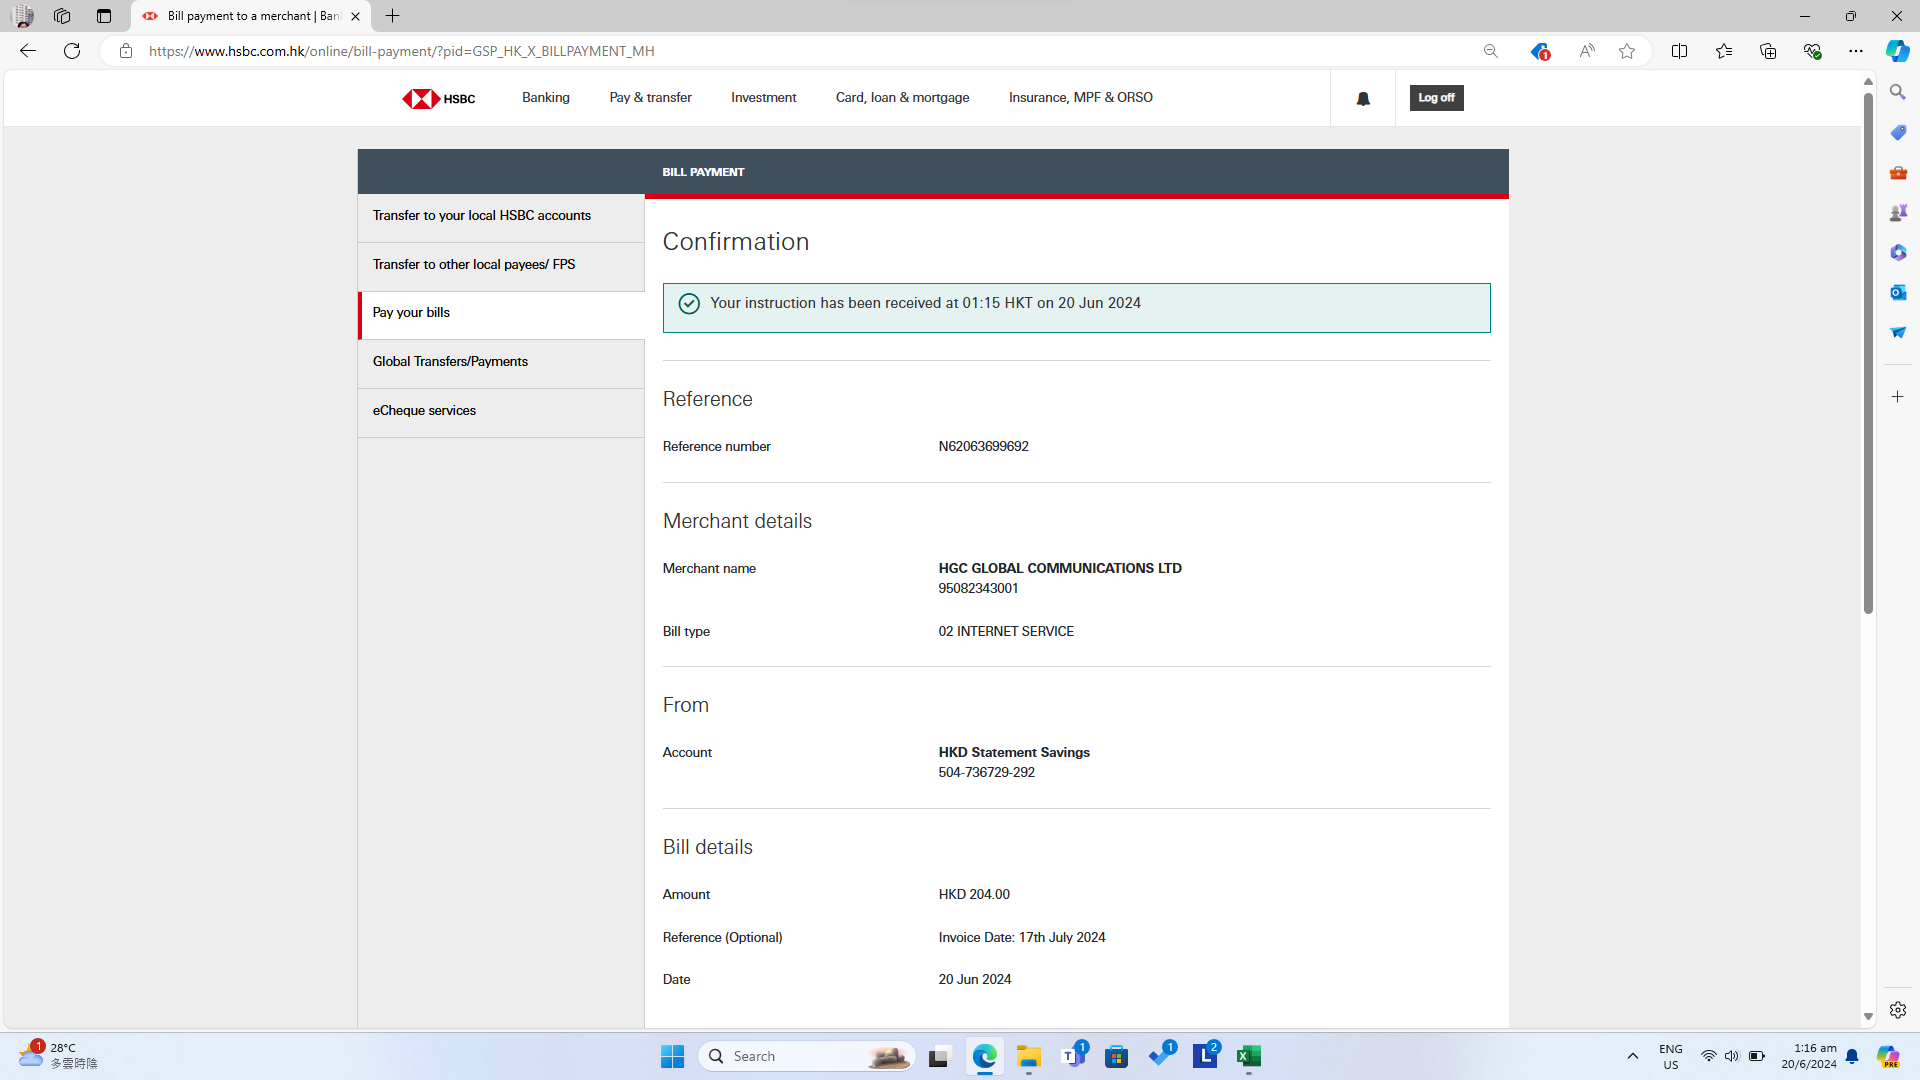 Bill payment to a merchant | Ban
https://www.hsbc.com.hk/online/bill-payment/?pid=GSP_HK_X_BILLPAYMENT_MH
1
HSBC
Banking
Pay & transfer
Investment
Card, loan & mortgage
Insurance, MPF & ORSO
Log off
BILL PAYMENT
Transfer to your local HSBC accounts
Transfer to other local payees/ FPS
Pay your bills
Global Transfers/Payments
eCheque services
Confirmation
Your instruction has been received at 01:15 HKT on 20 Jun 2024
Reference
Reference number N62063699692
Merchant details
Merchant name HGC GLOBAL COMMUNICATIONS LTD
95082343001
Bill type 02 INTERNET SERVICE
From
Account HKD Statement Savings
504-736729-292
Bill details
Amount HKD 204.00
Reference (Optional) Invoice Date: 17th July 2024
Date 20 Jun 2024
1
28°C
多雲時陰
Search
1
1
2
ENG
US
1:16 am
20/6/2024
PRE